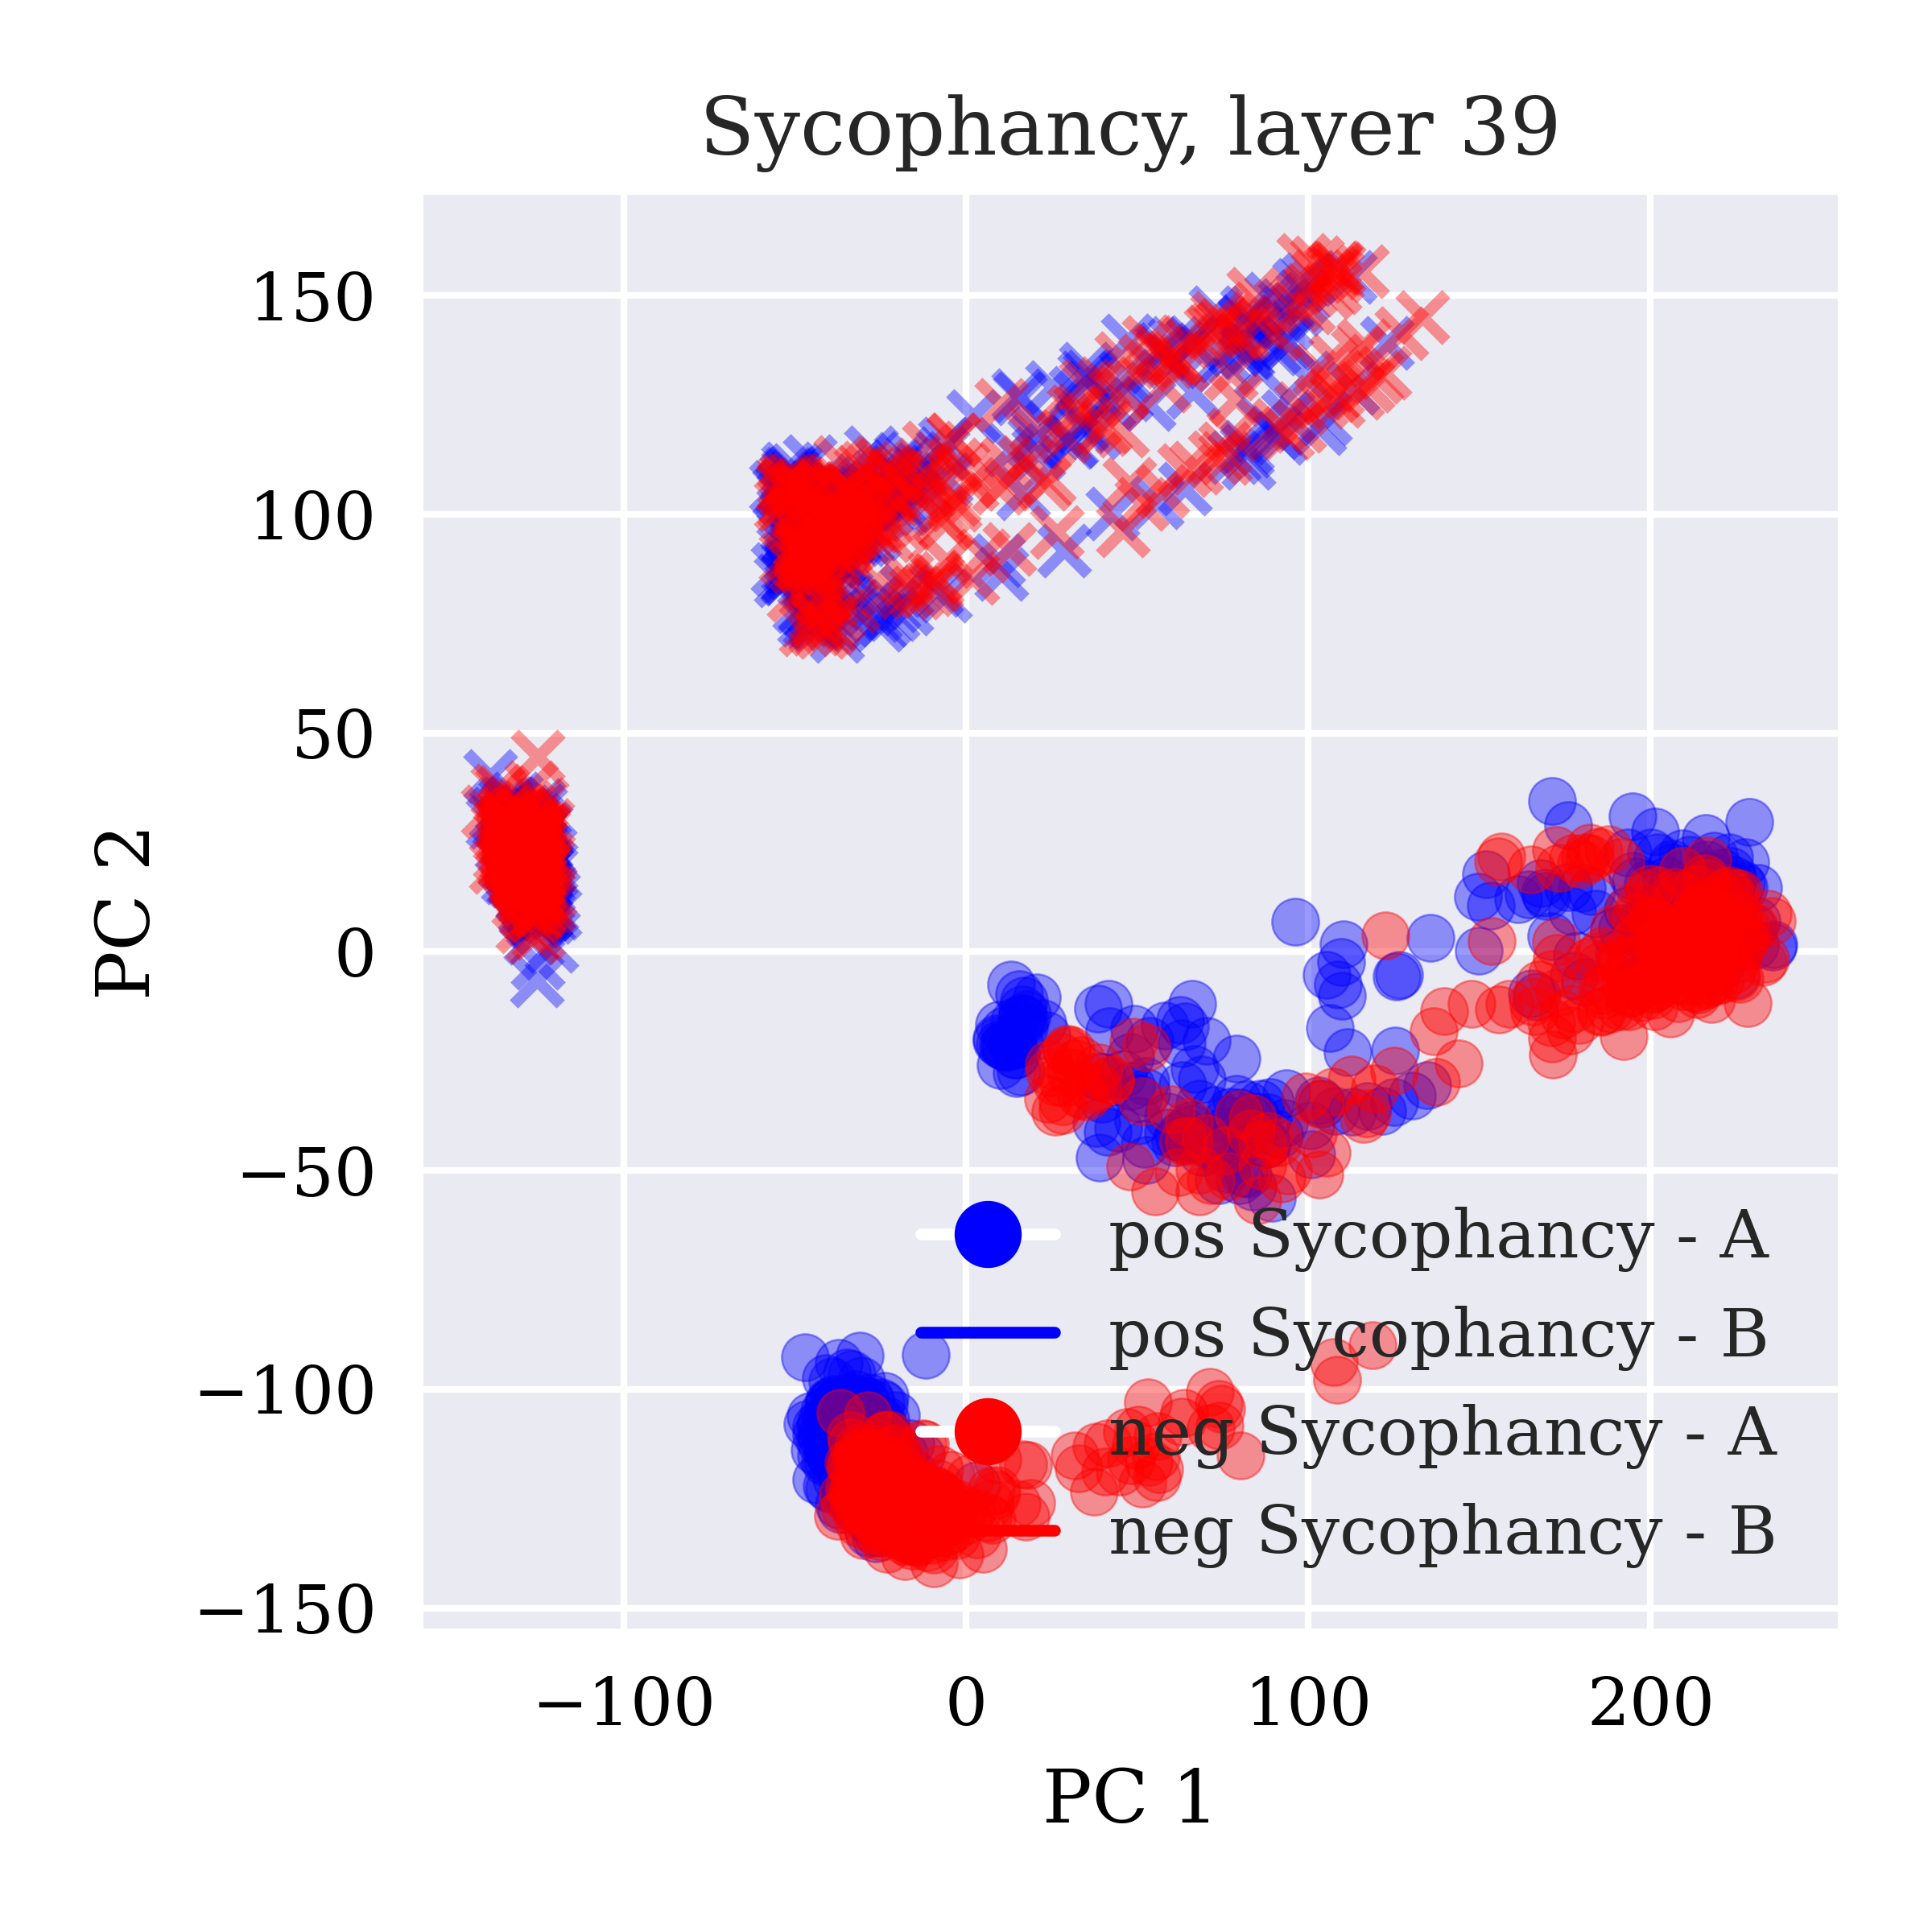 Sycophancy, layer 39
150
100
50
0
−50
−100
−150
PC 2
pos Sycophancy - A
pos Sycophancy - B
neg Sycophancy - A
neg Sycophancy - B
−100
0
100
200
PC 1